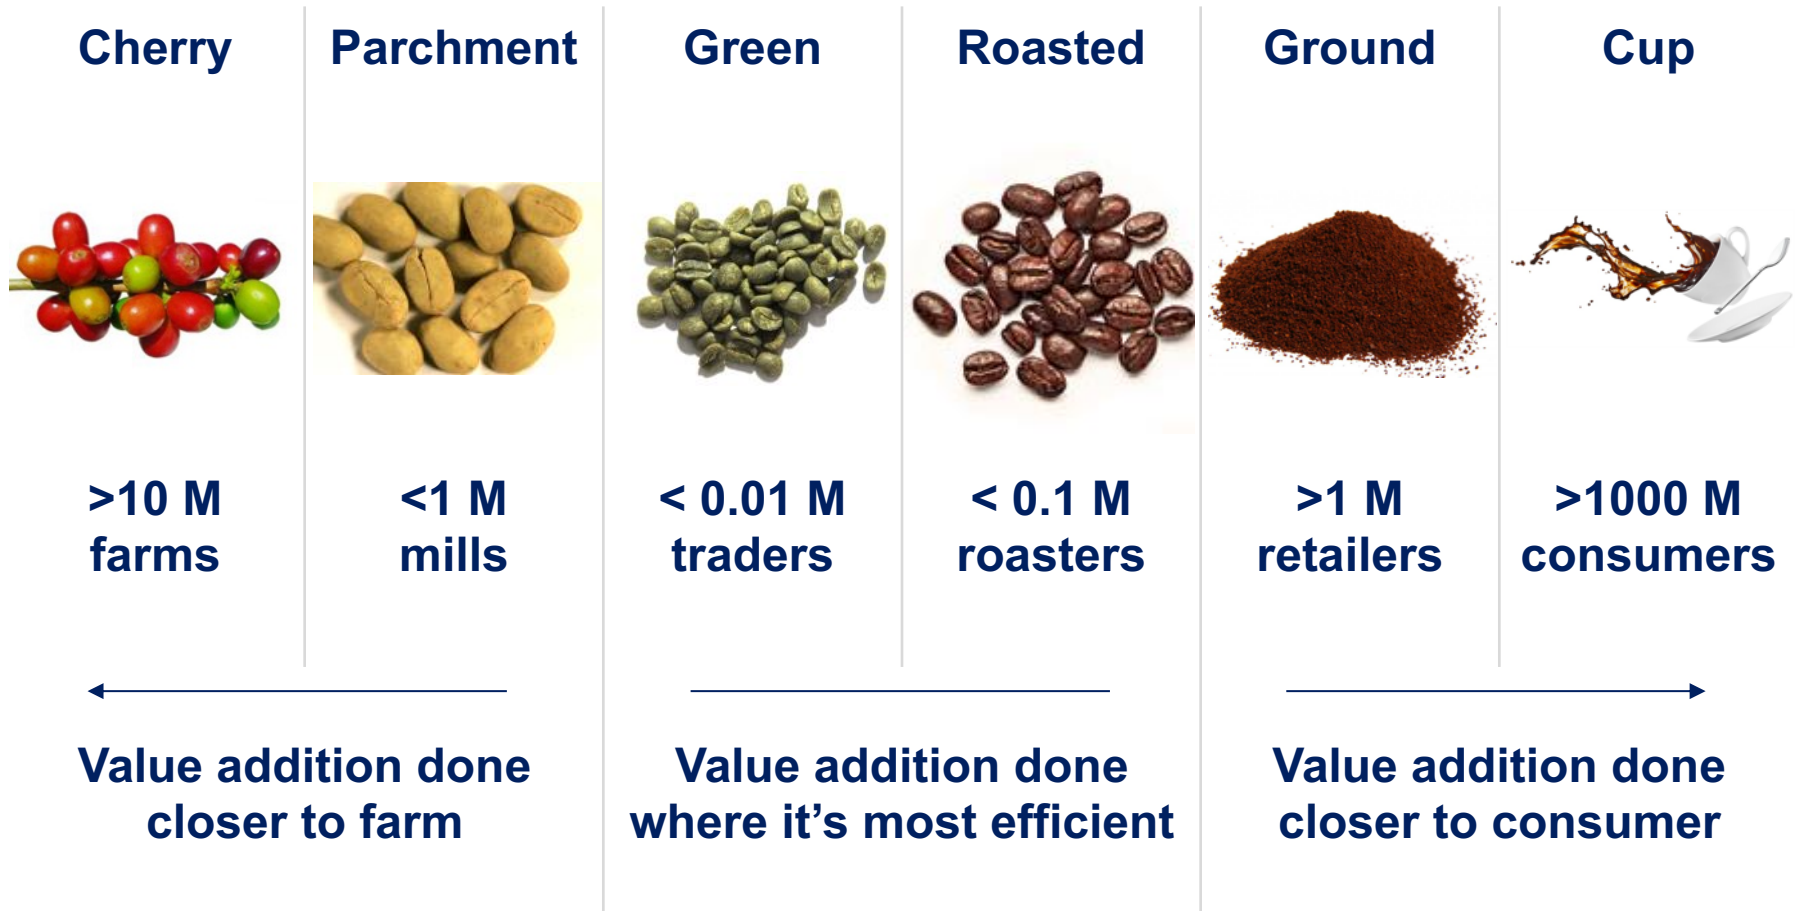 Cherry
Parchment
Green
Roasted
Ground
Cup
>10 M
farms
<1 M
mills
< 0.01 M
traders
< 0.1 M
roasters
>1 M
retailers
>1000 M
consumers
Value addition done
closer to farm
Value addition done
where it’s most efficient
Value addition done
closer to consumer